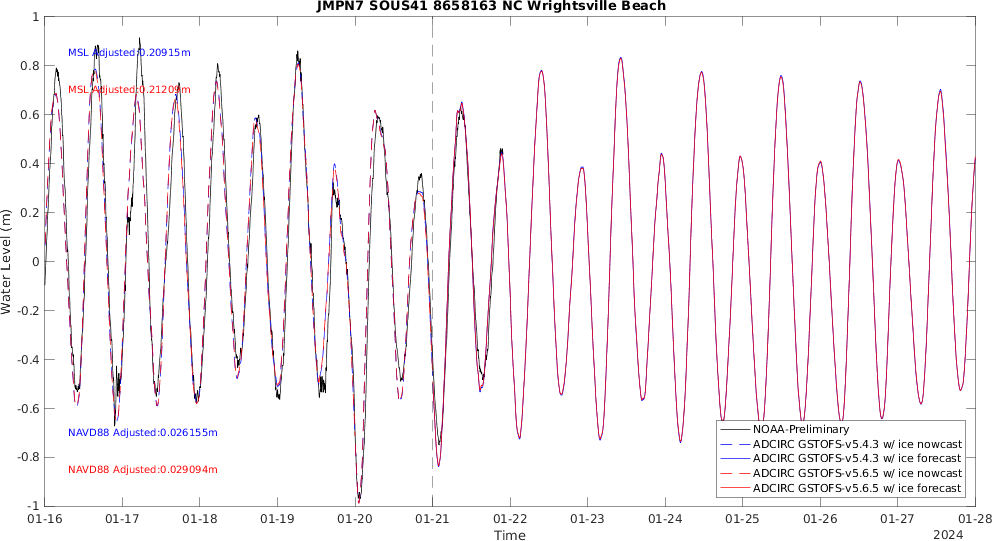 JMPN7 SOUS41 8658163 NC Wrightsville Beach
Water Level (m)
1
0.8
0.6
0.4
0.2
0
-0.2
-0.4
-0.6
-0.8
-1
MSL Adjusted:0.20915m
MSL Adjusted:0.21209m
NAVD88 Adjusted:0.026155m
NAVD88 Adjusted:0.029094m
NOAA-Preliminary
ADCIRC GSTOFS-v5.4.3 w/ ice nowcast
ADCIRC GSTOFS-v5.4.3 w/ ice forecast
ADCIRC GSTOFS-v5.6.5 w/ ice nowcast
ADCIRC GSTOFS-v5.6.5 w/ ice forecast
01-16 01-17 01-18 01-19 01-20 01-21 01-22 01-23 01-24 01-25 01-26 01-27 01-28
Time
2024